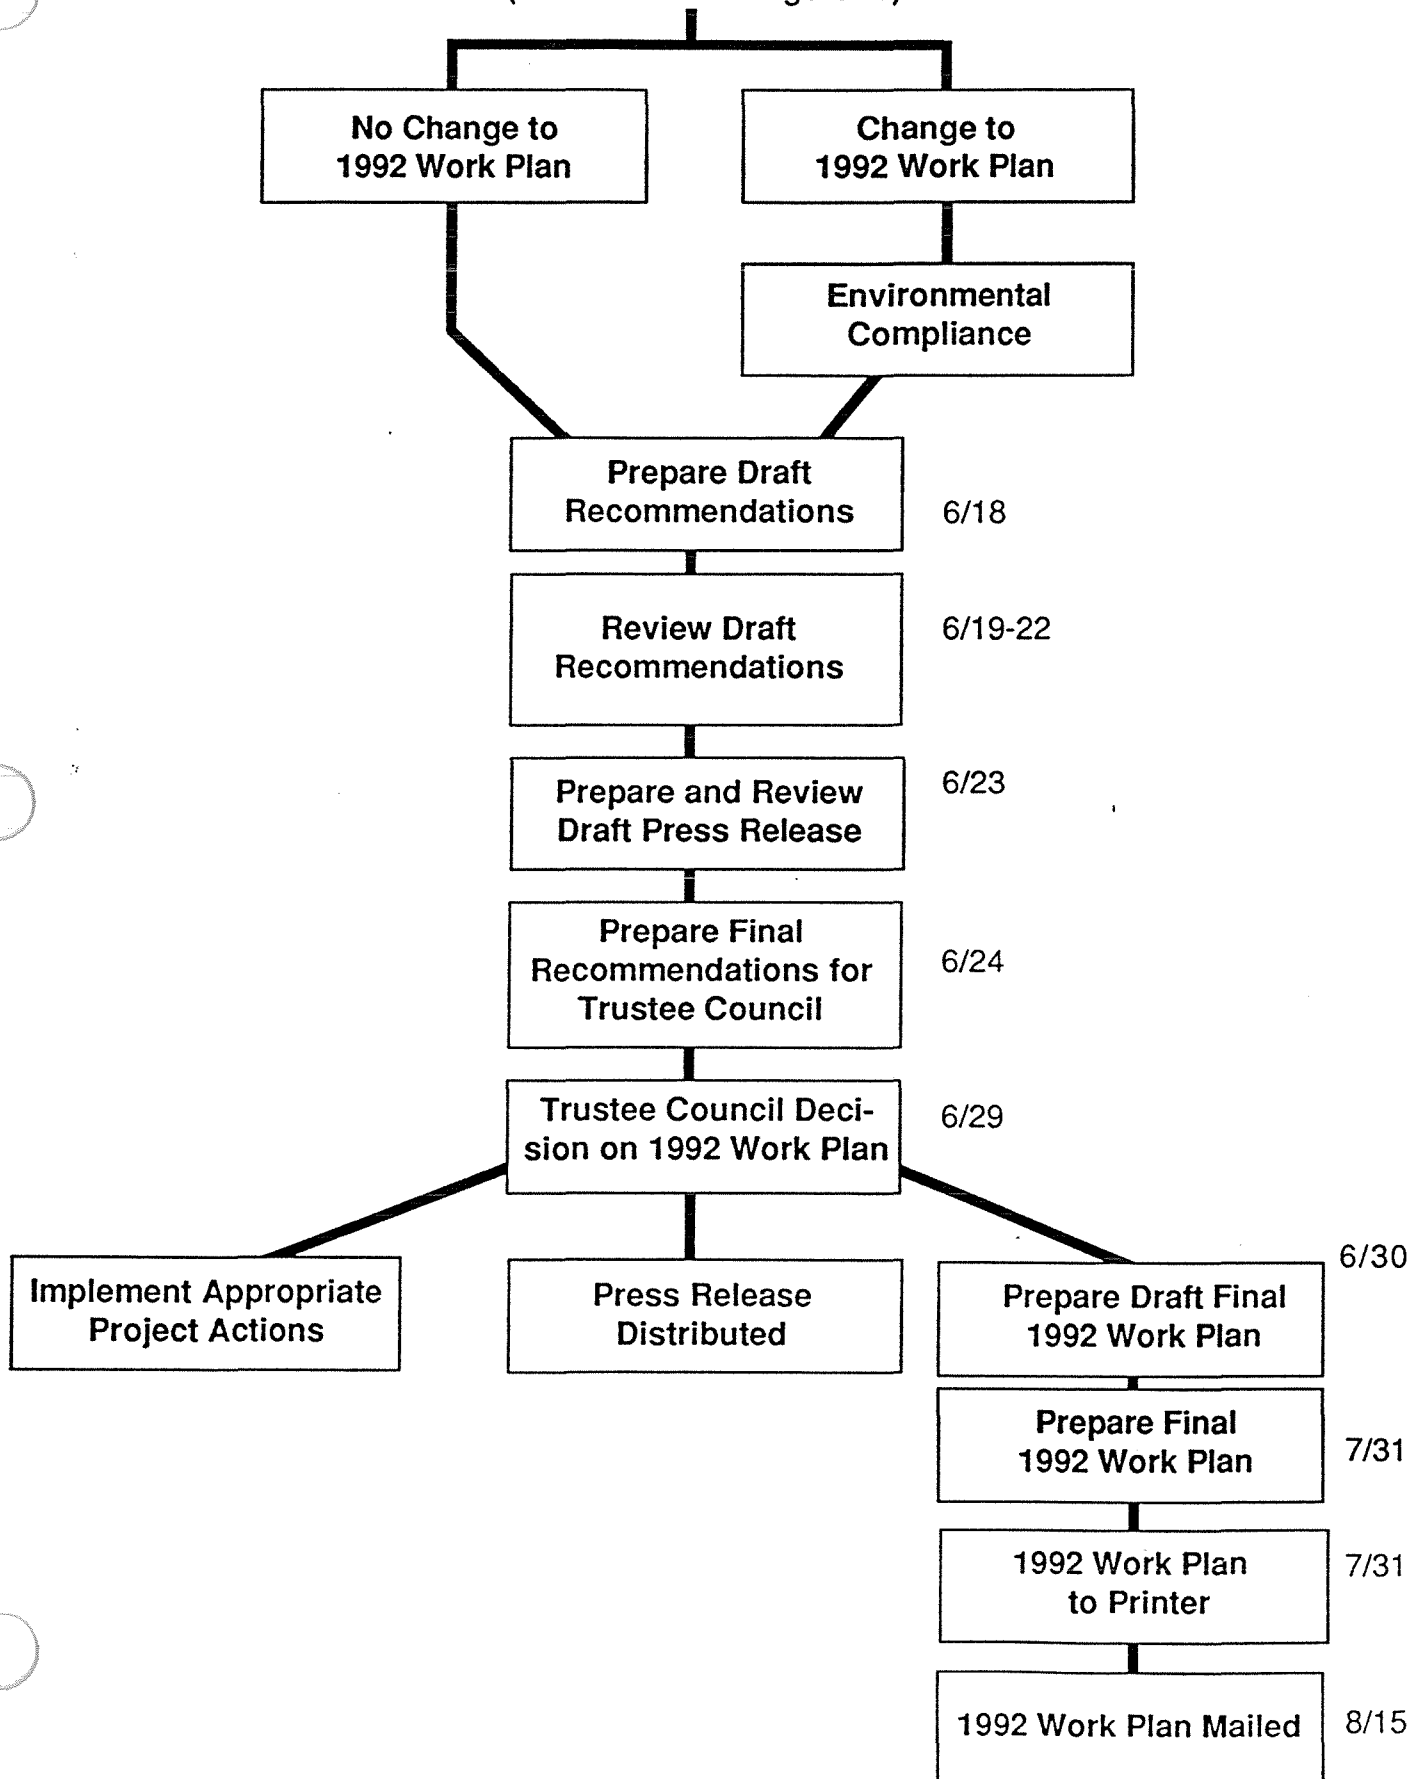 No Change to
1992 Work Plan
Change to
1992 Work Plan
Environmental
Compliance
Prepare Draft
Recommendations
6/18
Review Draft
Recommendations
6/19-22
Prepare and Review
Draft Press Release
6/23
Prepare Final
Recommendations for
Trustee Council
6/24
Trustee Council Deci-
sion on 1992 Work Plan
6/29
Implement Appropriate
Project Actions
Press Release
Distributed
6/30
Prepare Draft Final
1992 Work Plan
Prepare Final
1992 Work Plan
7/31
1992 Work Plan
to Printer
7/31
1992 Work Plan Mailed
8/15